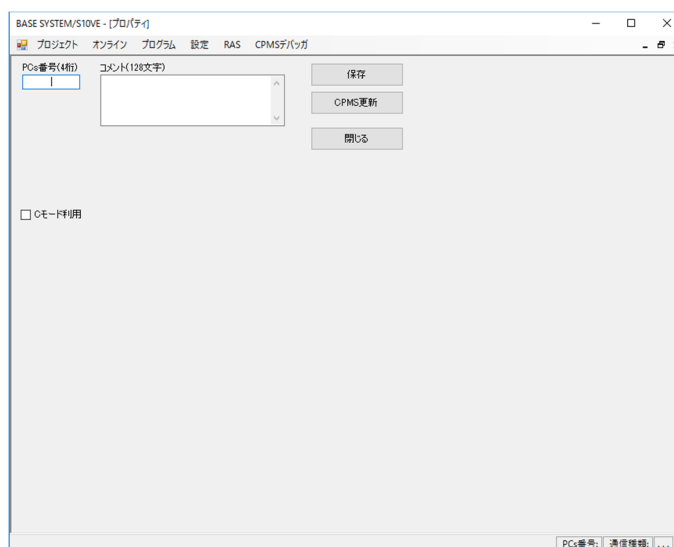 BASE SYSTEM/S10VE - [プロパティ]
プロジェクト オンライン プログラム 設定 RAS CPMSデバッガ
PCs番号(4桁) コメント(128文字)
保存
CPMS更新
閉じる
Cモード利用
PCs番号: 通信種類: ...